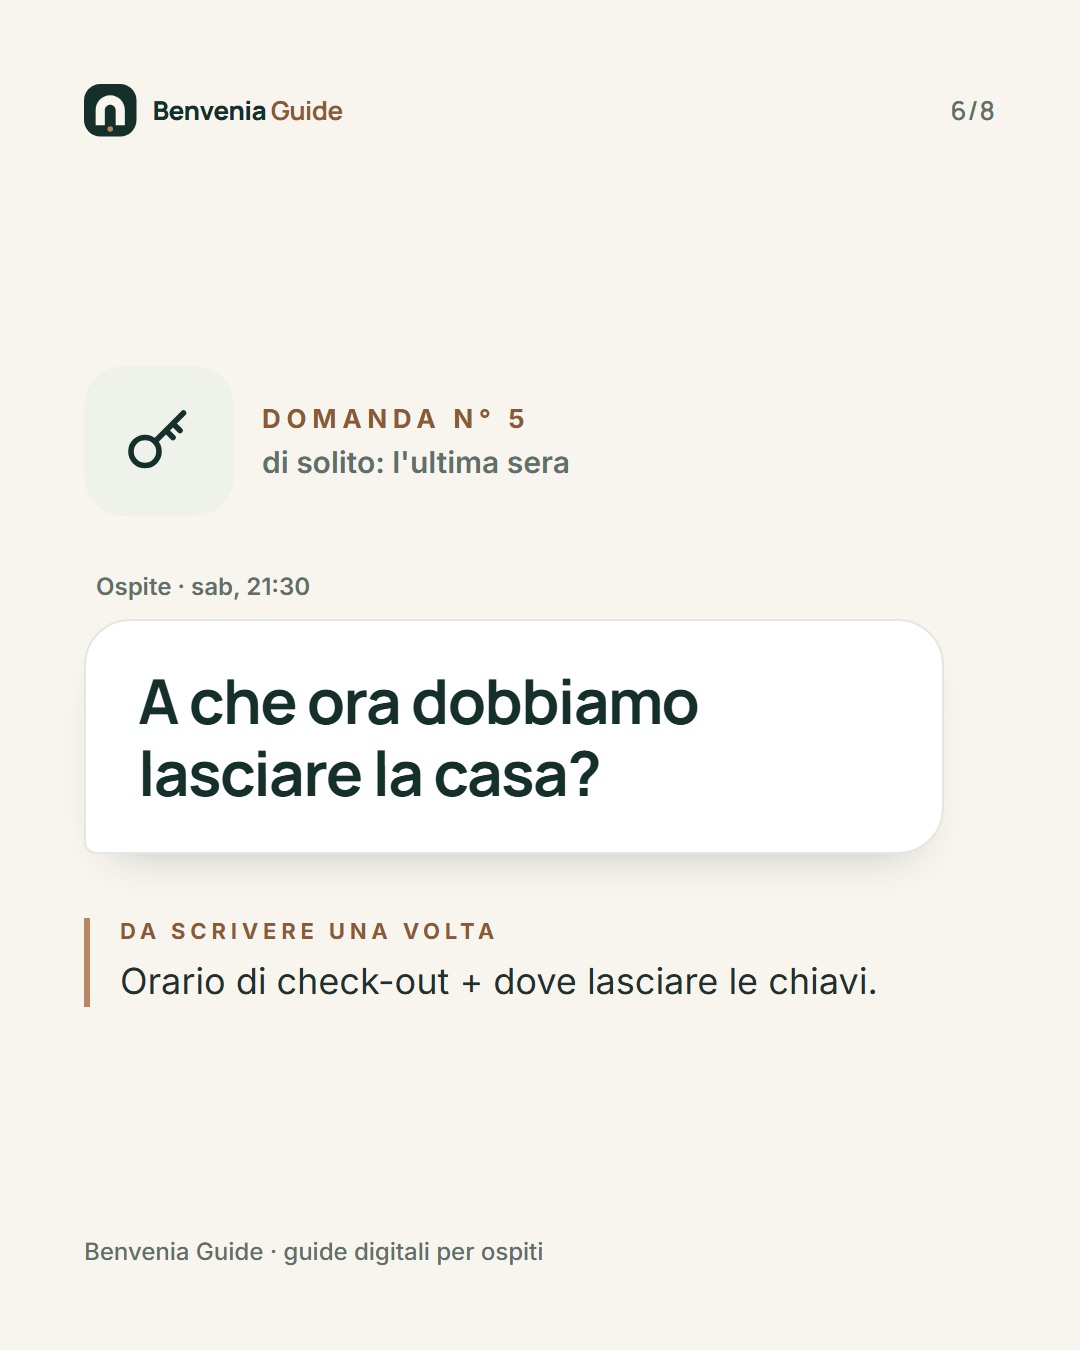 Benvenia Guide
6/8
DOMANDA N° 5
di solito: l'ultima sera
Ospite · sab, 21:30
A che ora dobbiamo
lasciare la casa?
DA SCRIVERE UNA VOLTA
Orario di check-out + dove lasciare le chiavi.
Benvenia Guide · guide digitali per ospiti